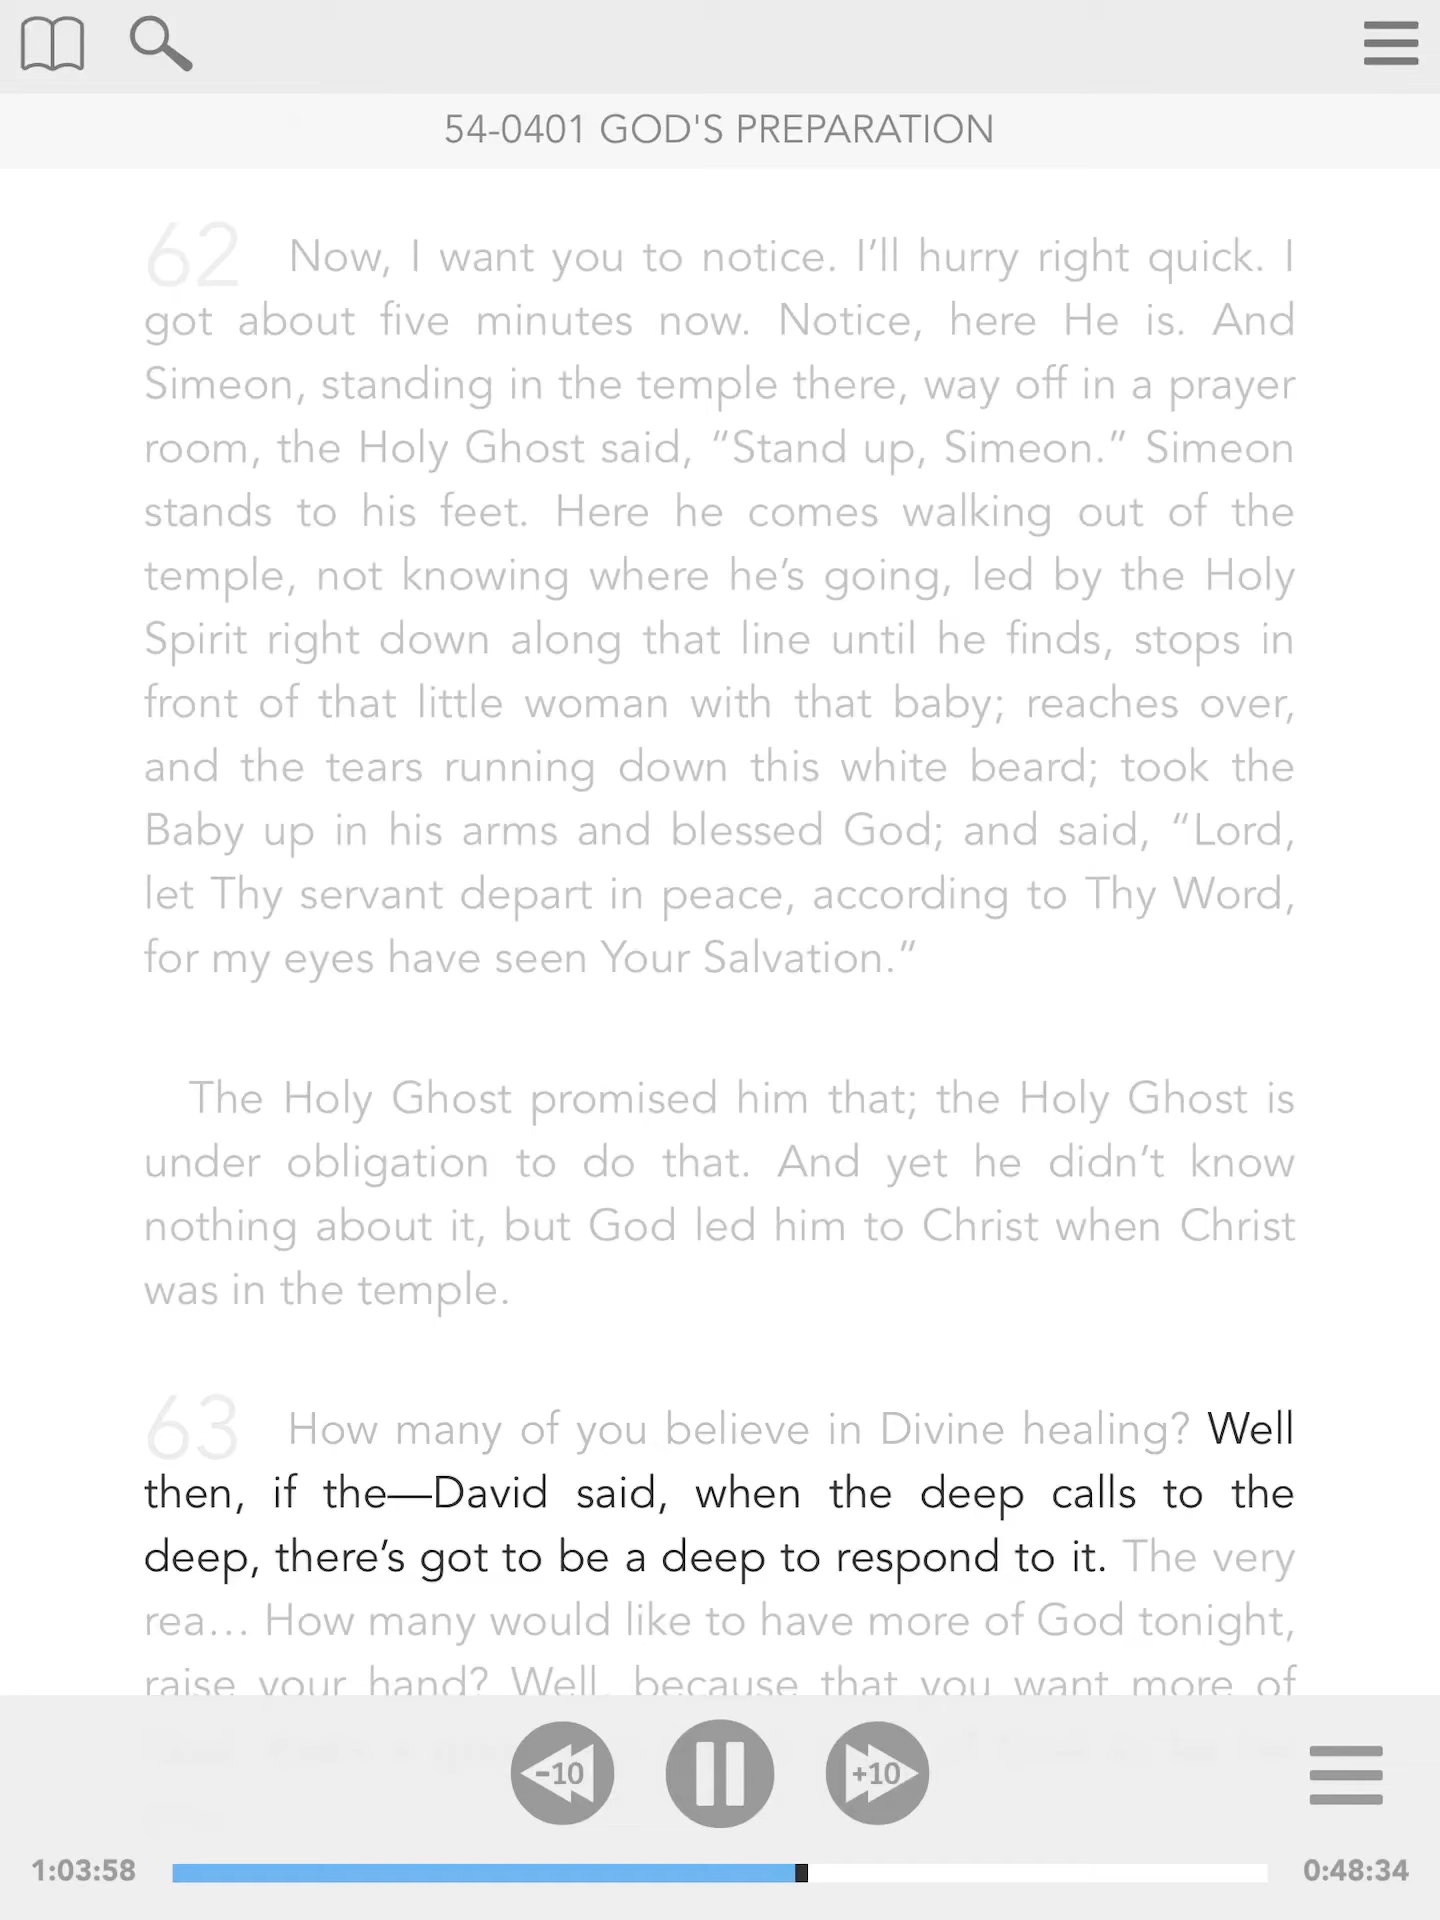 54-0401 GOD'S PREPARATION
62 Now, I want you to notice. I’ll hurry right quick. I
got about five minutes now. Notice, here He is. And
Simeon, standing in the temple there, way off in a prayer
room, the Holy Ghost said, “Stand up, Simeon.” Simeon
stands to his feet. Here he comes walking out of the
temple, not knowing where he’s going, led by the Holy
Spirit right down along that line until he finds, stops in
front of that little woman with that baby; reaches over,
and the tears running down this white beard; took the
Baby up in his arms and blessed God; and said, “Lord,
let Thy servant depart in peace, according to Thy Word,
for my eyes have seen Your Salvation.”
The Holy Ghost promised him that; the Holy Ghost is
under obligation to do that. And yet he didn’t know
nothing about it, but God led him to Christ when Christ
was in the temple.
63 How many of you believe in Divine healing? Well
then, if the—David said, when the deep calls to the
deep, there’s got to be a deep to respond to it. The very
rea… How many would like to have more of God tonight,
raise your hand? Well, because that you want more of
-10 +10
1:03:58 0:48:34